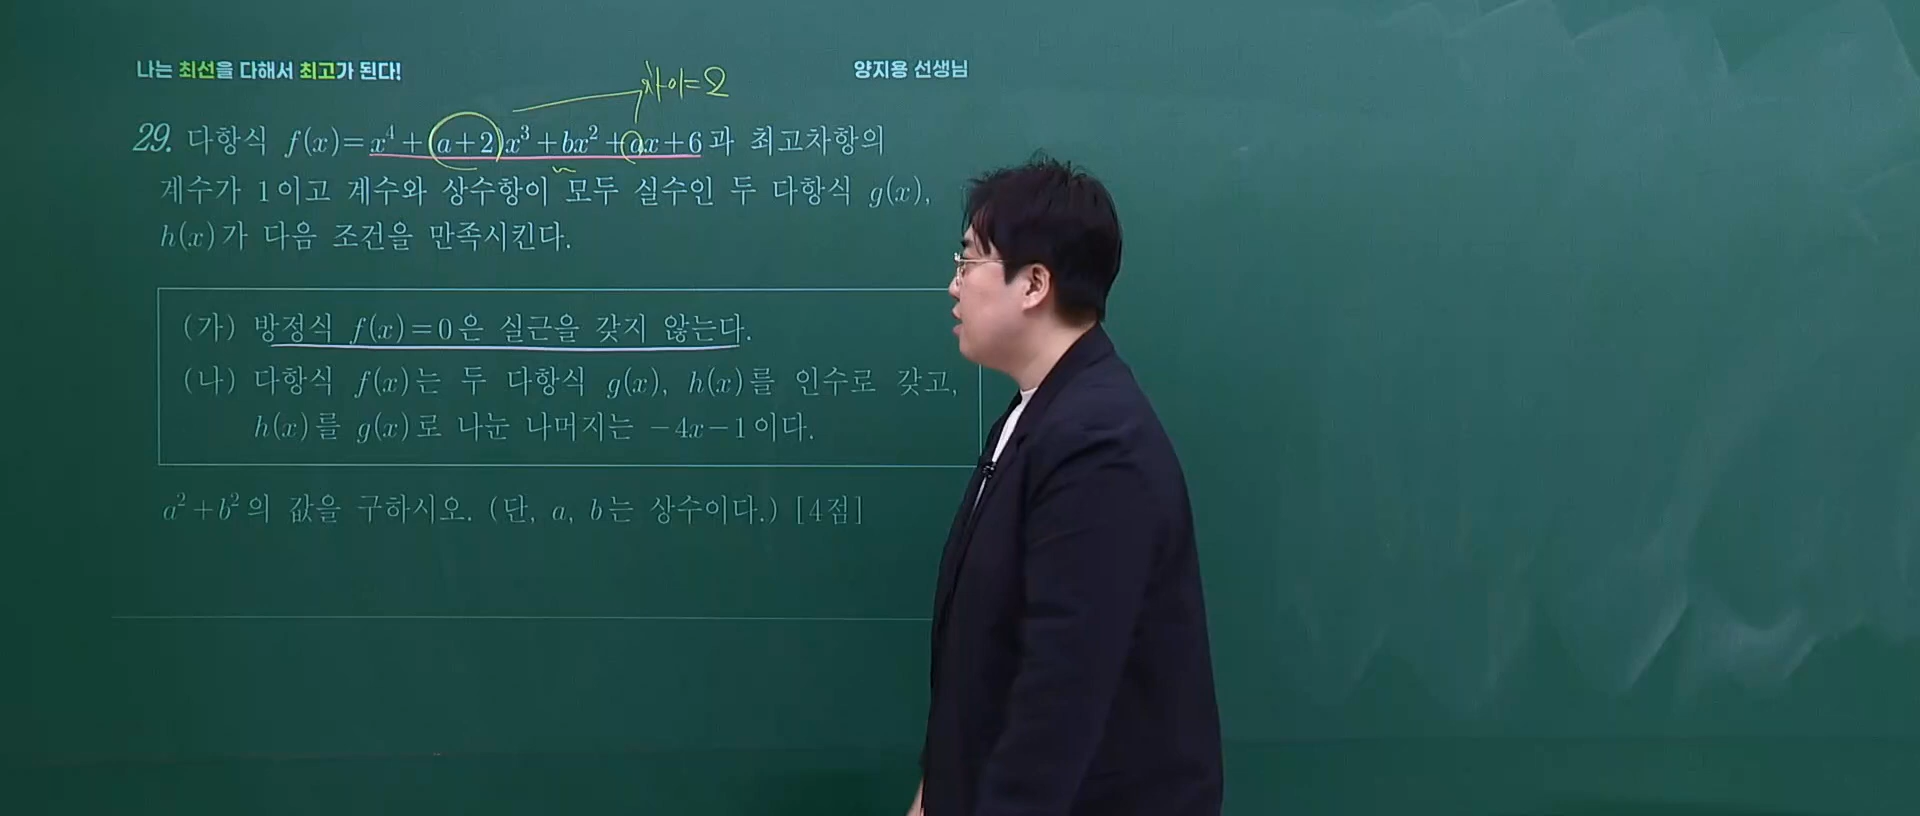 나는 최선을 다해서 최고가 된다!
양지용 선생님
차이=2
29. 다항식 f(x)=x⁴+(a+2)x³+bx²+ax+6과 최고차항의
계수가 1이고 계수와 상수항이 모두 실수인 두 다항식 g(x),
h(x)가 다음 조건을 만족시킨다.
(가) 방정식 f(x)=0은 실근을 갖지 않는다.
(나) 다항식 f(x)는 두 다항식 g(x), h(x)를 인수로 갖고,
h(x)를 g(x)로 나눈 나머지는 -4x-1이다.
a²+b²의 값을 구하시오. (단, a, b는 상수이다.) [4점]